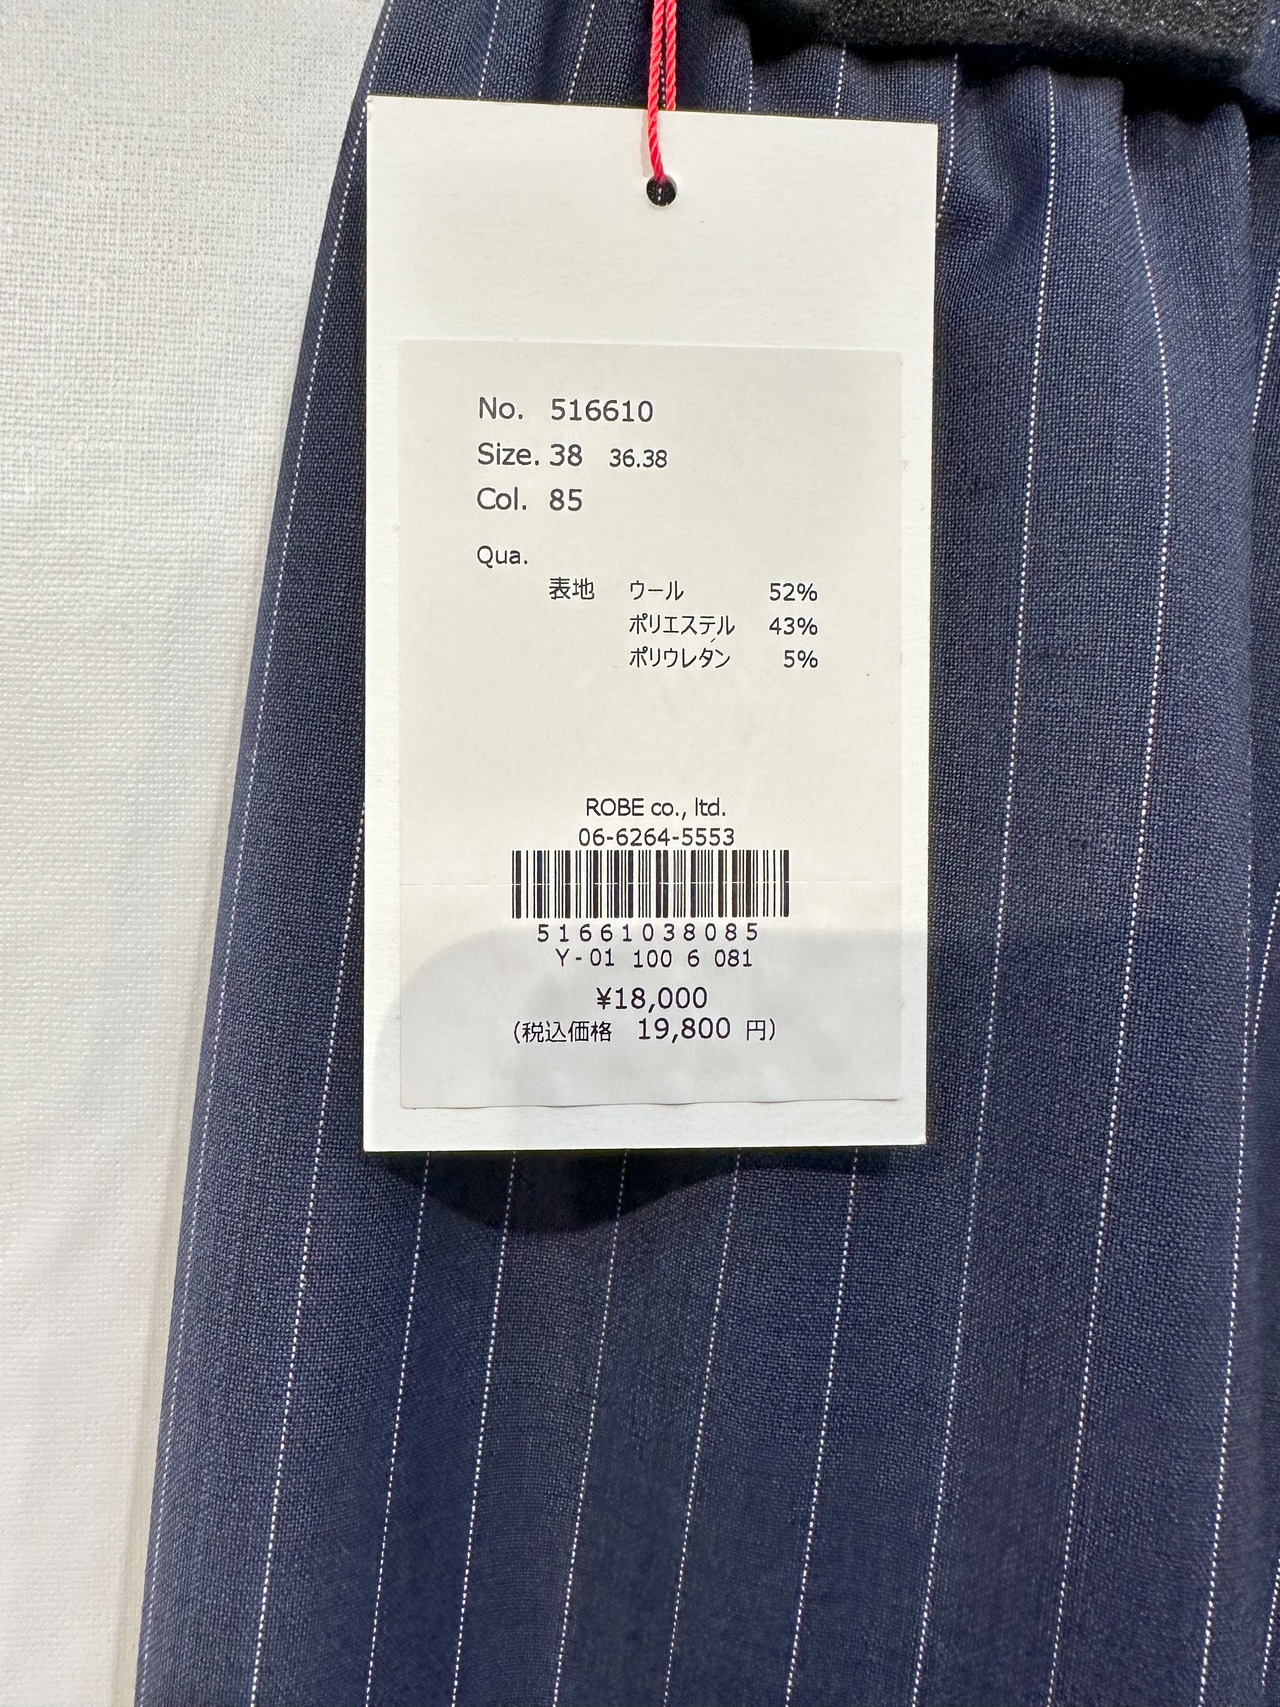 No. 516610
Size. 38 36.38
Col. 85
Qua.
表地 ウール 52%
ポリエステル 43%
ポリウレタン 5%
ROBE co., ltd.
06-6264-5553
51661038085
Y-01 100 6 081
¥18,000
(税込価格 19,800 円)